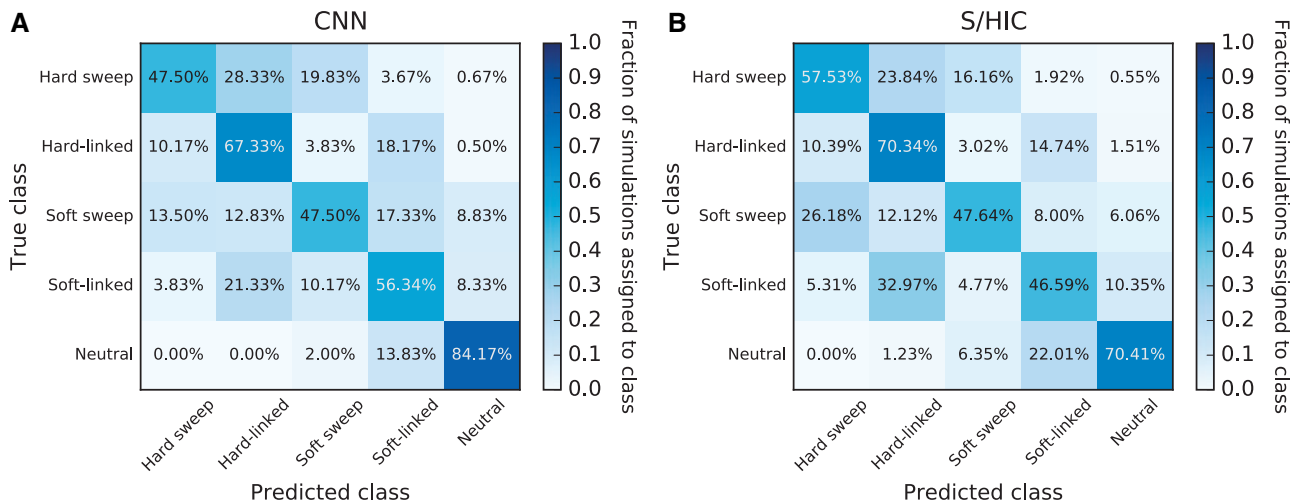 A
CNN
Hard sweep 47.50% 28.33% 19.83% 3.67% 0.67%
Hard-linked 10.17% 67.33% 3.83% 18.17% 0.50%
Soft sweep 13.50% 12.83% 47.50% 17.33% 8.83%
Soft-linked 3.83% 21.33% 10.17% 56.34% 8.33%
Neutral 0.00% 0.00% 2.00% 13.83% 84.17%
True class
Hard sweep
Hard-linked
Soft sweep
Soft-linked
Neutral
Predicted class
1.0
0.9
0.8
0.7
0.6
0.5
0.4
0.3
0.2
0.1
0.0
Fraction of simulations assigned to class
B
S/HIC
Hard sweep 57.53% 23.84% 16.16% 1.92% 0.55%
Hard-linked 10.39% 70.34% 3.02% 14.74% 1.51%
Soft sweep 26.18% 12.12% 47.64% 8.00% 6.06%
Soft-linked 5.31% 32.97% 4.77% 46.59% 10.35%
Neutral 0.00% 1.23% 6.35% 22.01% 70.41%
True class
Hard sweep
Hard-linked
Soft sweep
Soft-linked
Neutral
Predicted class
1.0
0.9
0.8
0.7
0.6
0.5
0.4
0.3
0.2
0.1
0.0
Fraction of simulations assigned to class